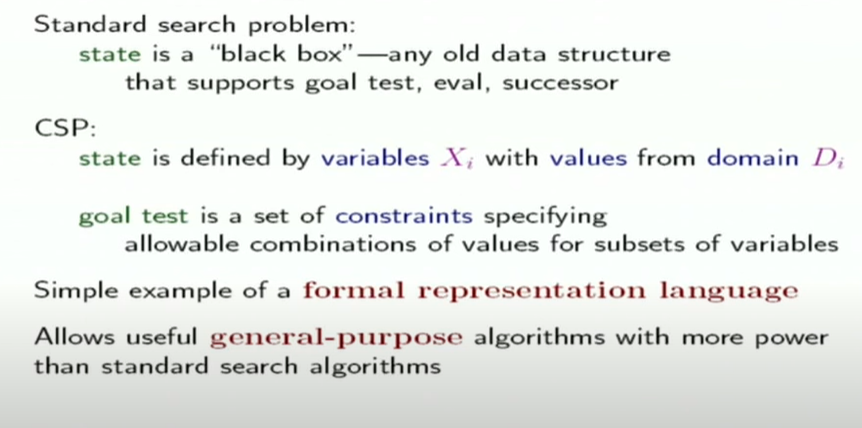 Standard search problem:
state is a “black box”—any old data structure
that supports goal test, eval, successor
CSP:
state is defined by variables Xᵢ with values from domain Dᵢ
goal test is a set of constraints specifying
allowable combinations of values for subsets of variables
Simple example of a formal representation language
Allows useful general-purpose algorithms with more power
than standard search algorithms